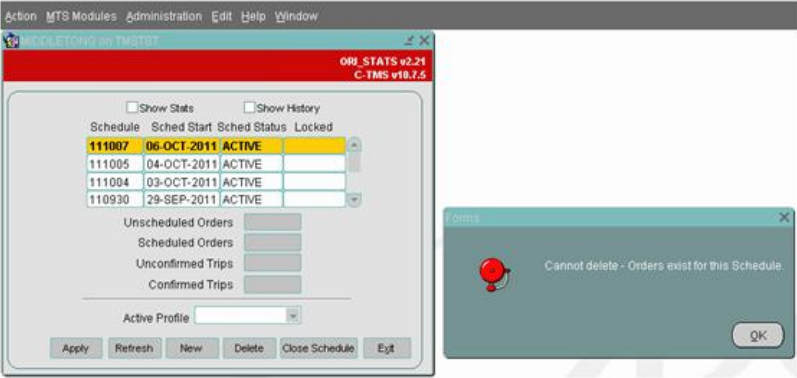 Action MTS Modules Administration Edit Help Window
MIDDLETONG on TMSTST
ORI_STATS v2.21
C-TMS v10.7.5
Show Stats Show History
Schedule Sched Start Sched Status Locked
111007 06-OCT-2011 ACTIVE
111005 04-OCT-2011 ACTIVE
111004 03-OCT-2011 ACTIVE
110930 29-SEP-2011 ACTIVE
Unscheduled Orders
Scheduled Orders
Unconfirmed Trips
Confirmed Trips
Active Profile
Apply Refresh New Delete Close Schedule Exit
Forms
Cannot delete - Orders exist for this Schedule.
OK